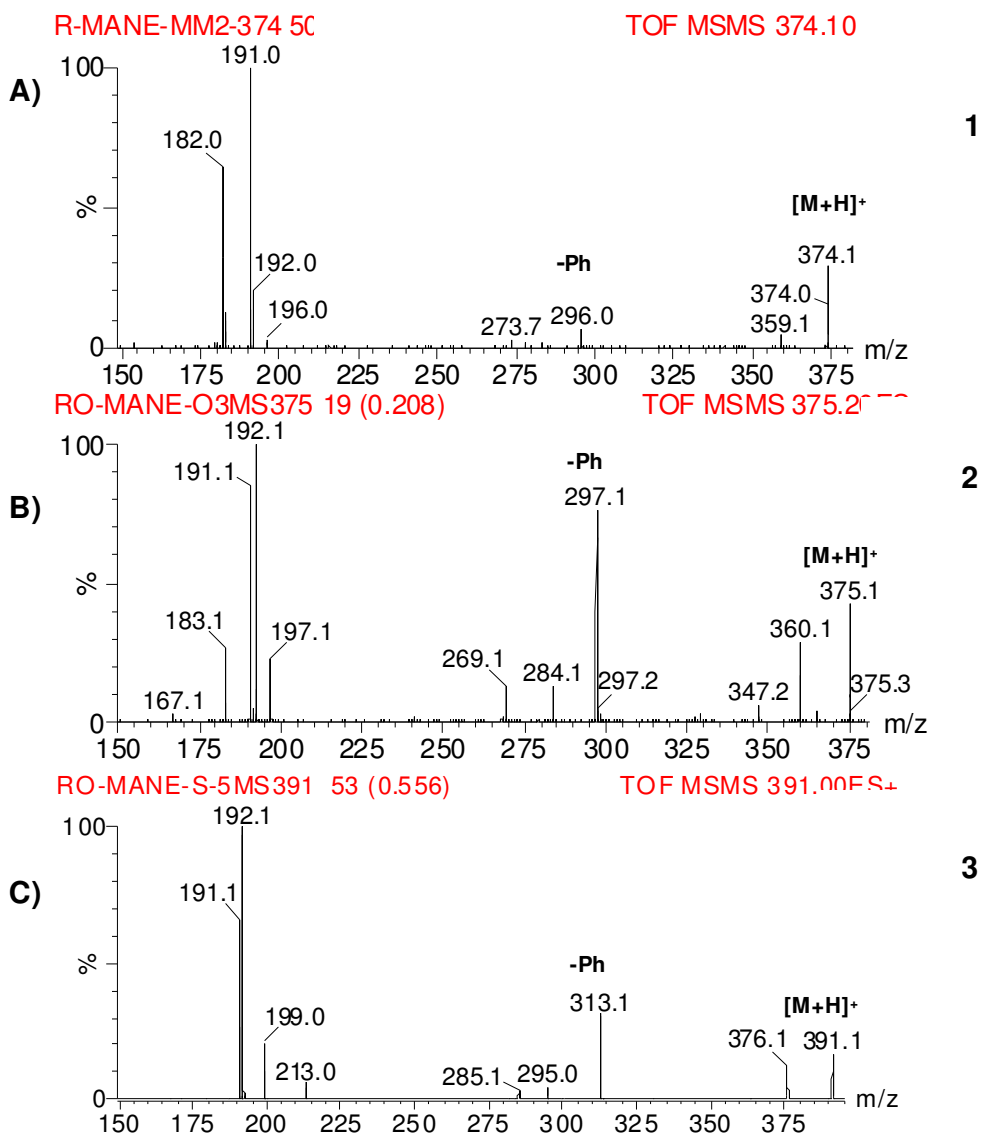 R-MANE-MM2-374 50
TOF MSMS 374.10
A)
1
100
%
0
191.0
182.0
192.0
196.0
273.7
-Ph
296.0
[M+H]+
374.1
374.0
359.1
m/z
150 175 200 225 250 275 300 325 350 375
RO-MANE-O3MS375 19 (0.208)
TOF MSMS 375.20
B)
2
100
%
0
192.1
191.1
183.1
197.1
167.1
269.1
284.1
-Ph
297.1
297.2
[M+H]+
375.1
360.1
347.2
375.3
m/z
150 175 200 225 250 275 300 325 350 375
RO-MANE-S-5MS391 53 (0.556)
TOF MSMS 391.00ES+
C)
3
100
%
0
192.1
191.1
199.0
213.0
285.1
295.0
-Ph
313.1
[M+H]+
376.1
391.1
m/z
150 175 200 225 250 275 300 325 350 375